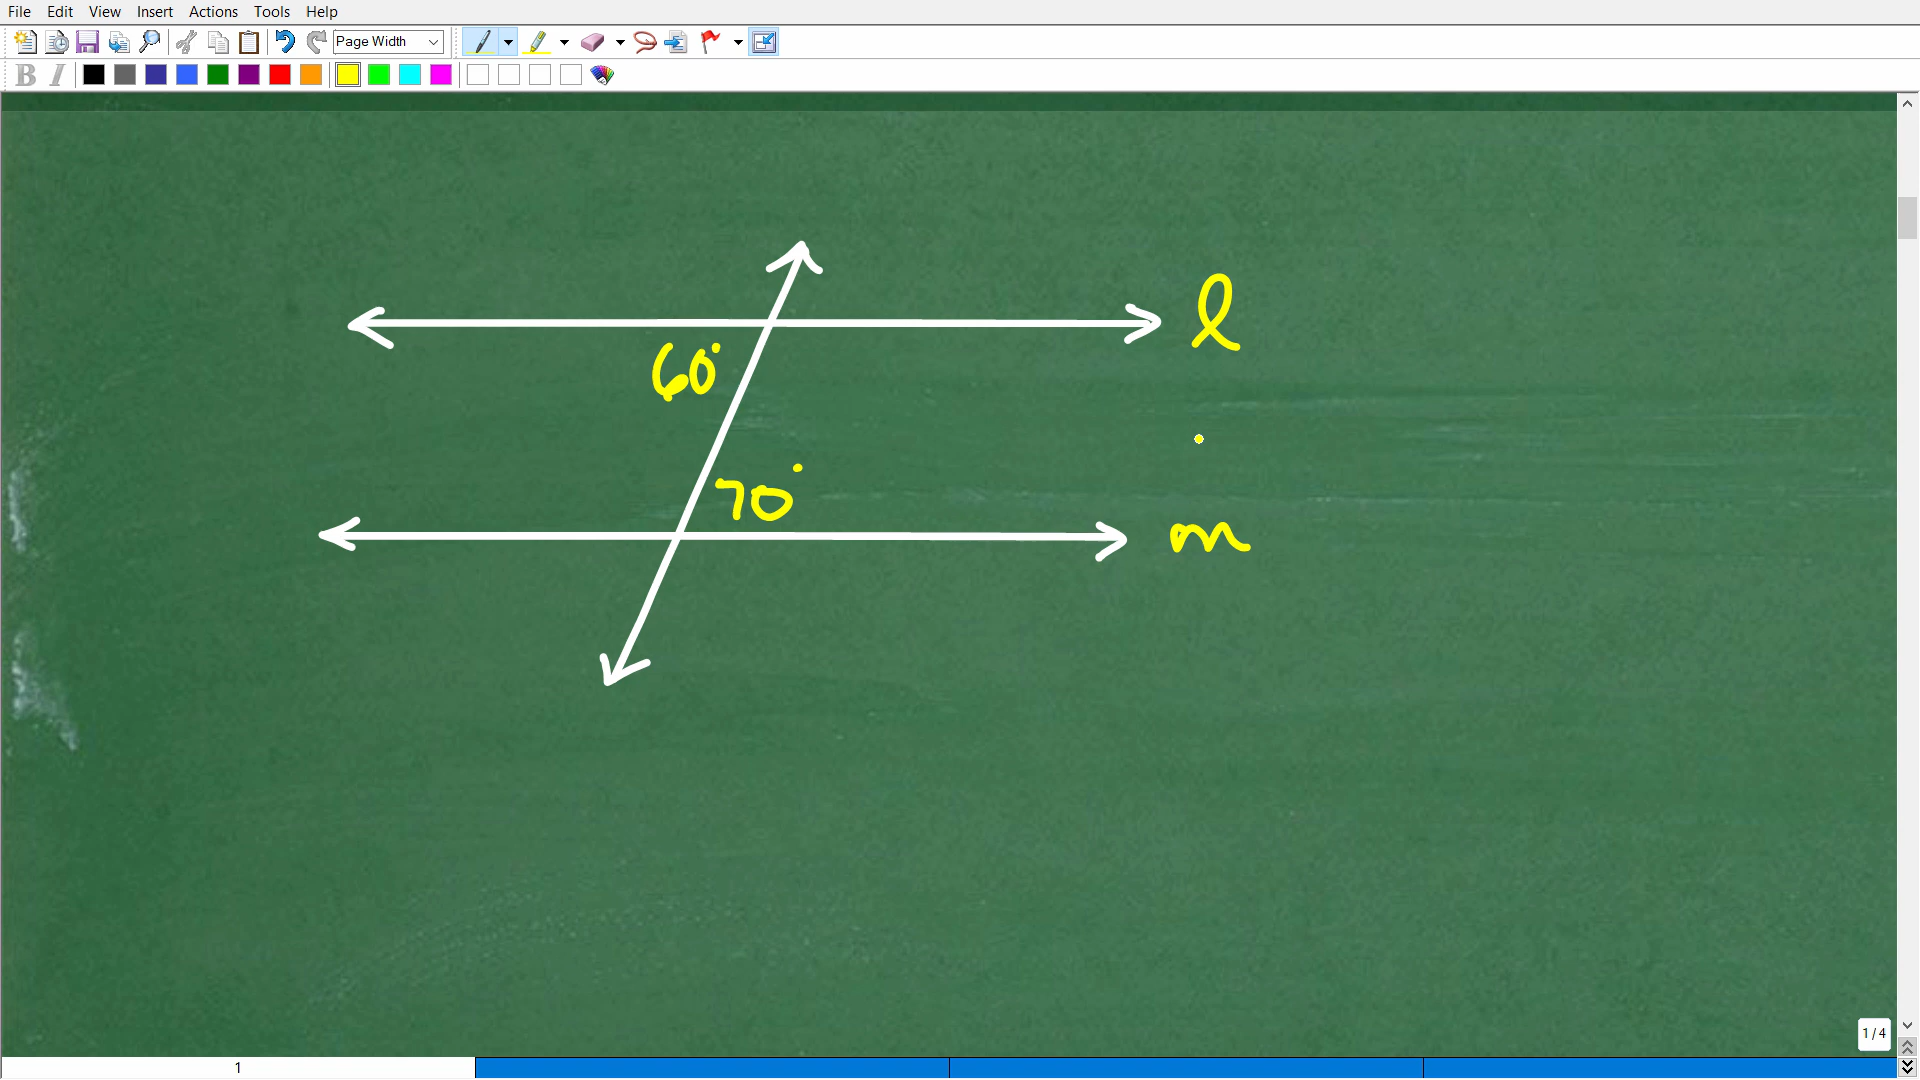 File Edit View Insert Actions Tools Help
Page Width
B I
l
60°
70°
m
1 / 4
1